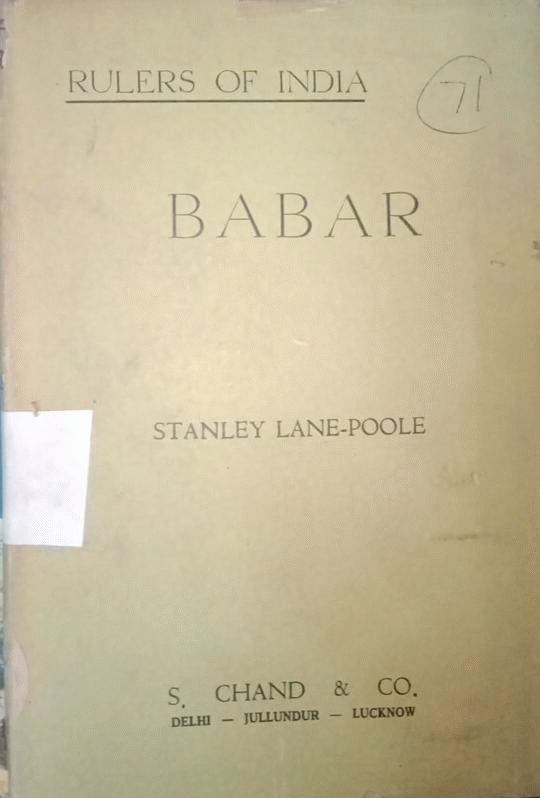 RULERS OF INDIA
71
BABAR
STANLEY LANE-POOLE
S. CHAND & CO.
DELHI — JULLUNDUR — LUCKNOW